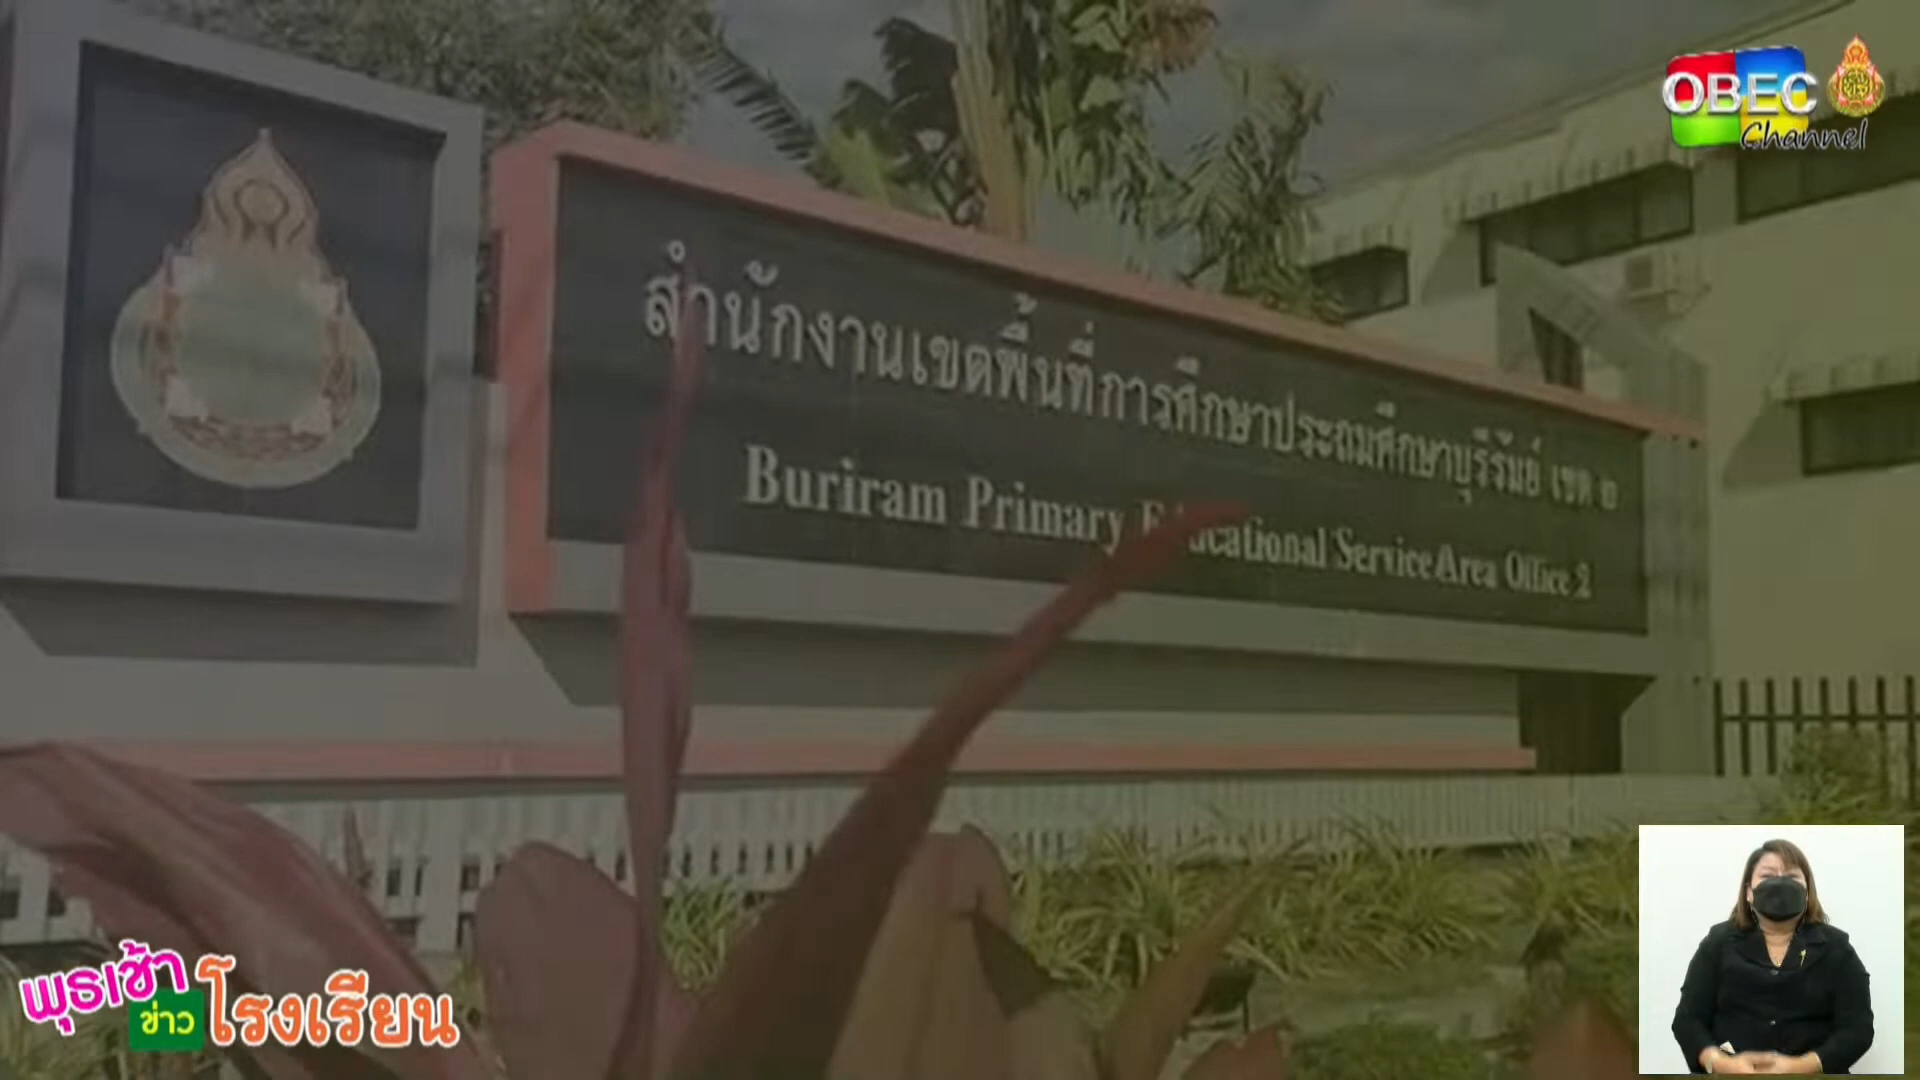 OBEC
Channel
สำนักงานเขตพื้นที่การศึกษาประถมศึกษาบุรีรัมย์ เขต ๒
Buriram Primary Educational Service Area Office 2
พุธเช้า
ข่าว
โรงเรียน